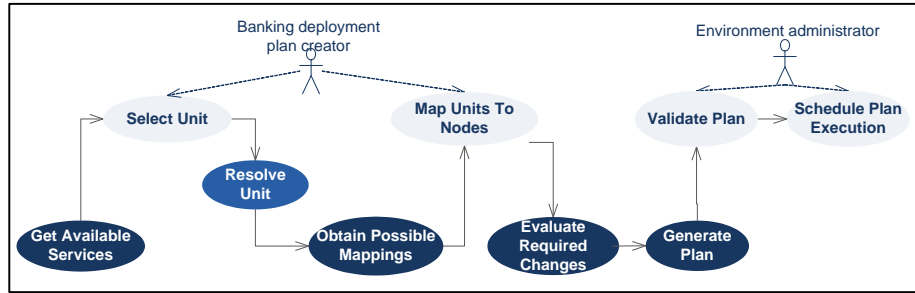 Banking deployment
plan creator
Environment administrator
Select Unit
Map Units To
Nodes
Validate Plan
Schedule Plan
Execution
Resolve
Unit
Get Available
Services
Obtain Possible
Mappings
Evaluate
Required
Changes
Generate
Plan